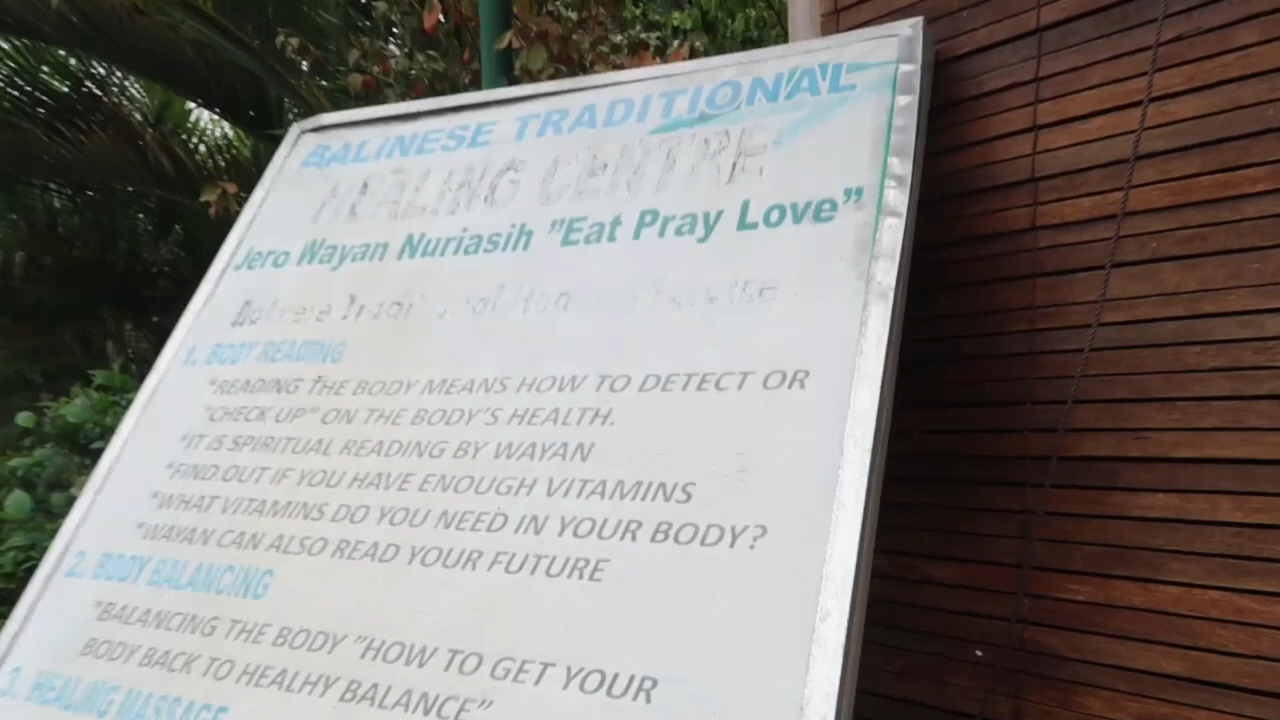 BALINESE TRADITIONAL
HEALING CENTRE
Jero Wayan Nuriasih "Eat Pray Love"
1. BODY READING
*READING THE BODY MEANS HOW TO DETECT OR
"CHECK UP" ON THE BODY'S HEALTH.
*IT IS SPIRITUAL READING BY WAYAN
*FIND OUT IF YOU HAVE ENOUGH VITAMINS
*WHAT VITAMINS DO YOU NEED IN YOUR BODY?
*WAYAN CAN ALSO READ YOUR FUTURE
2. BODY BALANCING
*BALANCING THE BODY "HOW TO GET YOUR
BODY BACK TO HEALHY BALANCE"
3. HEALING MASSAGE